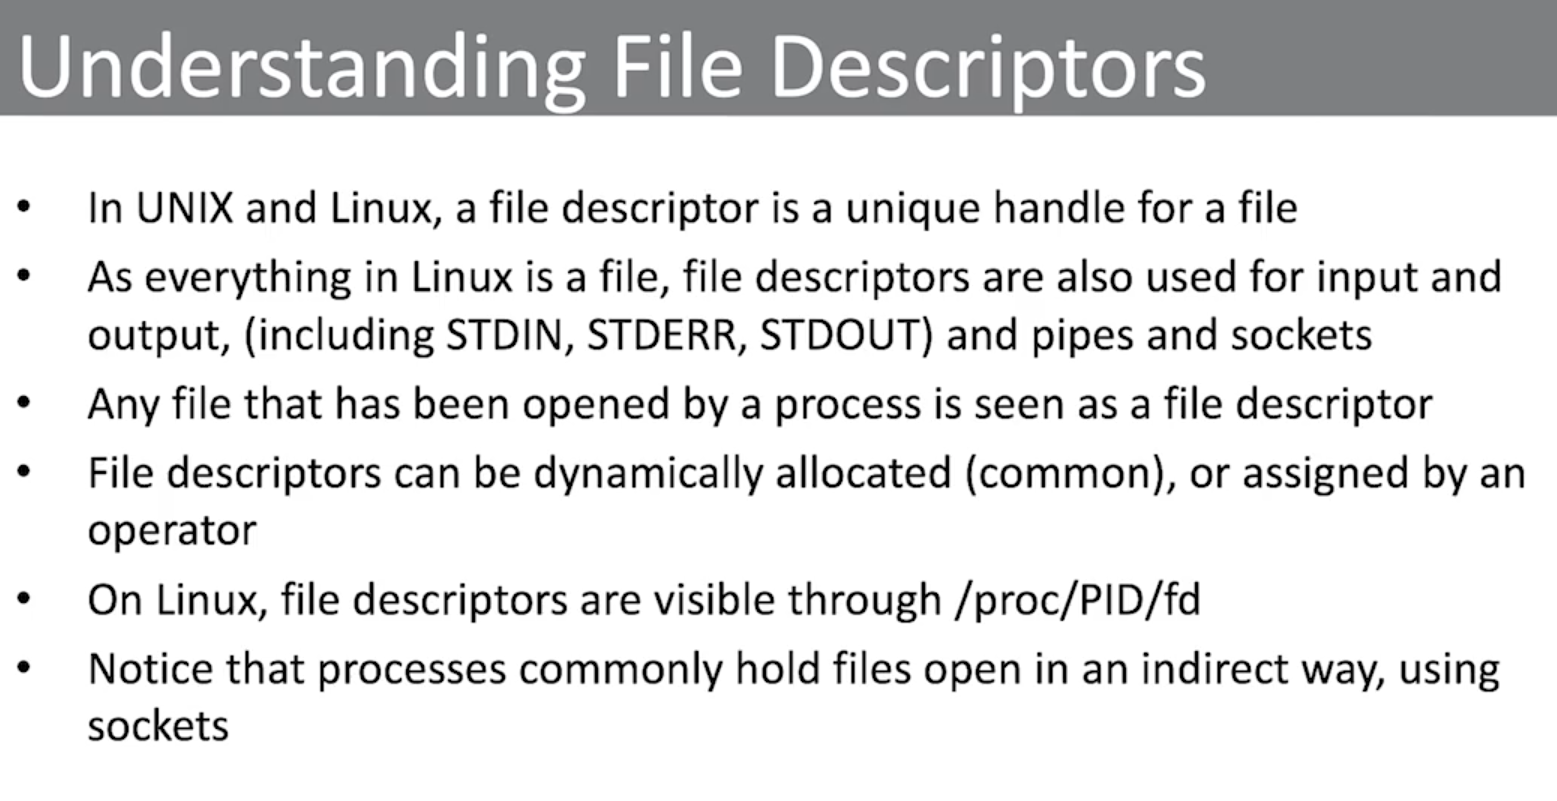 Understanding File Descriptors
• In UNIX and Linux, a file descriptor is a unique handle for a file
• As everything in Linux is a file, file descriptors are also used for input and
output, (including STDIN, STDERR, STDOUT) and pipes and sockets
• Any file that has been opened by a process is seen as a file descriptor
• File descriptors can be dynamically allocated (common), or assigned by an
operator
• On Linux, file descriptors are visible through /proc/PID/fd
• Notice that processes commonly hold files open in an indirect way, using
sockets